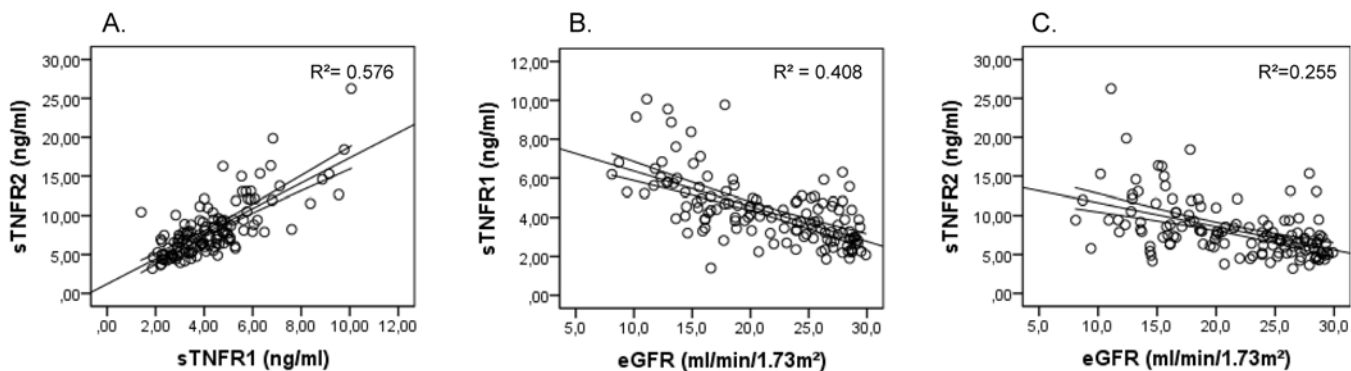 A.
R²= 0.576
sTNFR2 (ng/ml)
30,00
25,00
20,00
15,00
10,00
5,00
,00
,00 2,00 4,00 6,00 8,00 10,00 12,00
sTNFR1 (ng/ml)
B.
R² = 0.408
sTNFR1 (ng/ml)
12,00
10,00
8,00
6,00
4,00
2,00
,00
5,0 10,0 15,0 20,0 25,0 30,0
eGFR (ml/min/1.73m²)
C.
R²=0.255
sTNFR2 (ng/ml)
30,00
25,00
20,00
15,00
10,00
5,00
,00
5,0 10,0 15,0 20,0 25,0 30,0
eGFR (ml/min/1.73m²)